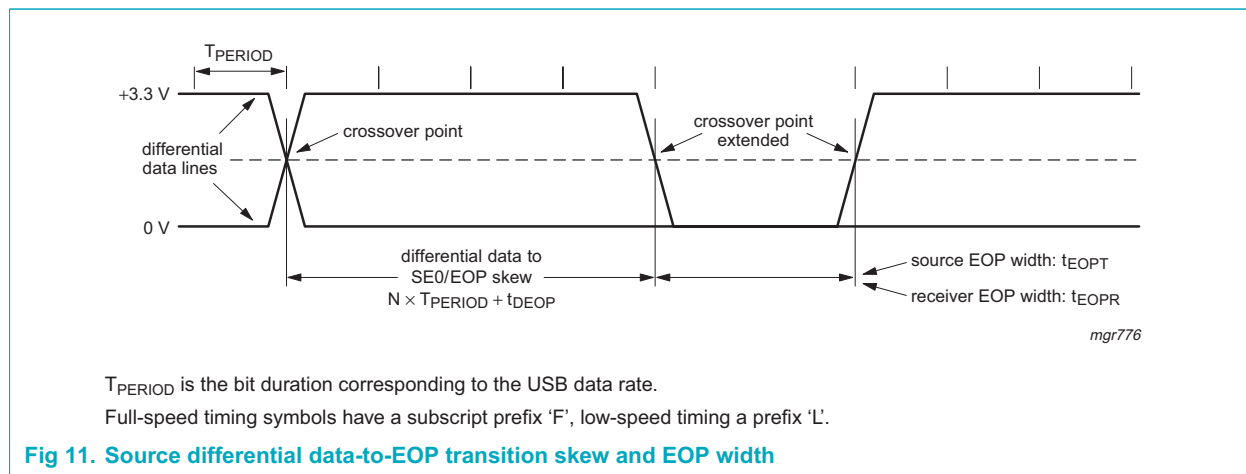 TPERIOD
+3.3 V
crossover point
crossover point
extended
differential
data lines
0 V
differential data to
SE0/EOP skew
N × TPERIOD + tDEOP
source EOP width: tEOPT
receiver EOP width: tEOPR
mgr776
TPERIOD is the bit duration corresponding to the USB data rate.
Full-speed timing symbols have a subscript prefix ‘F’, low-speed timing a prefix ‘L’.
Fig 11. Source differential data-to-EOP transition skew and EOP width